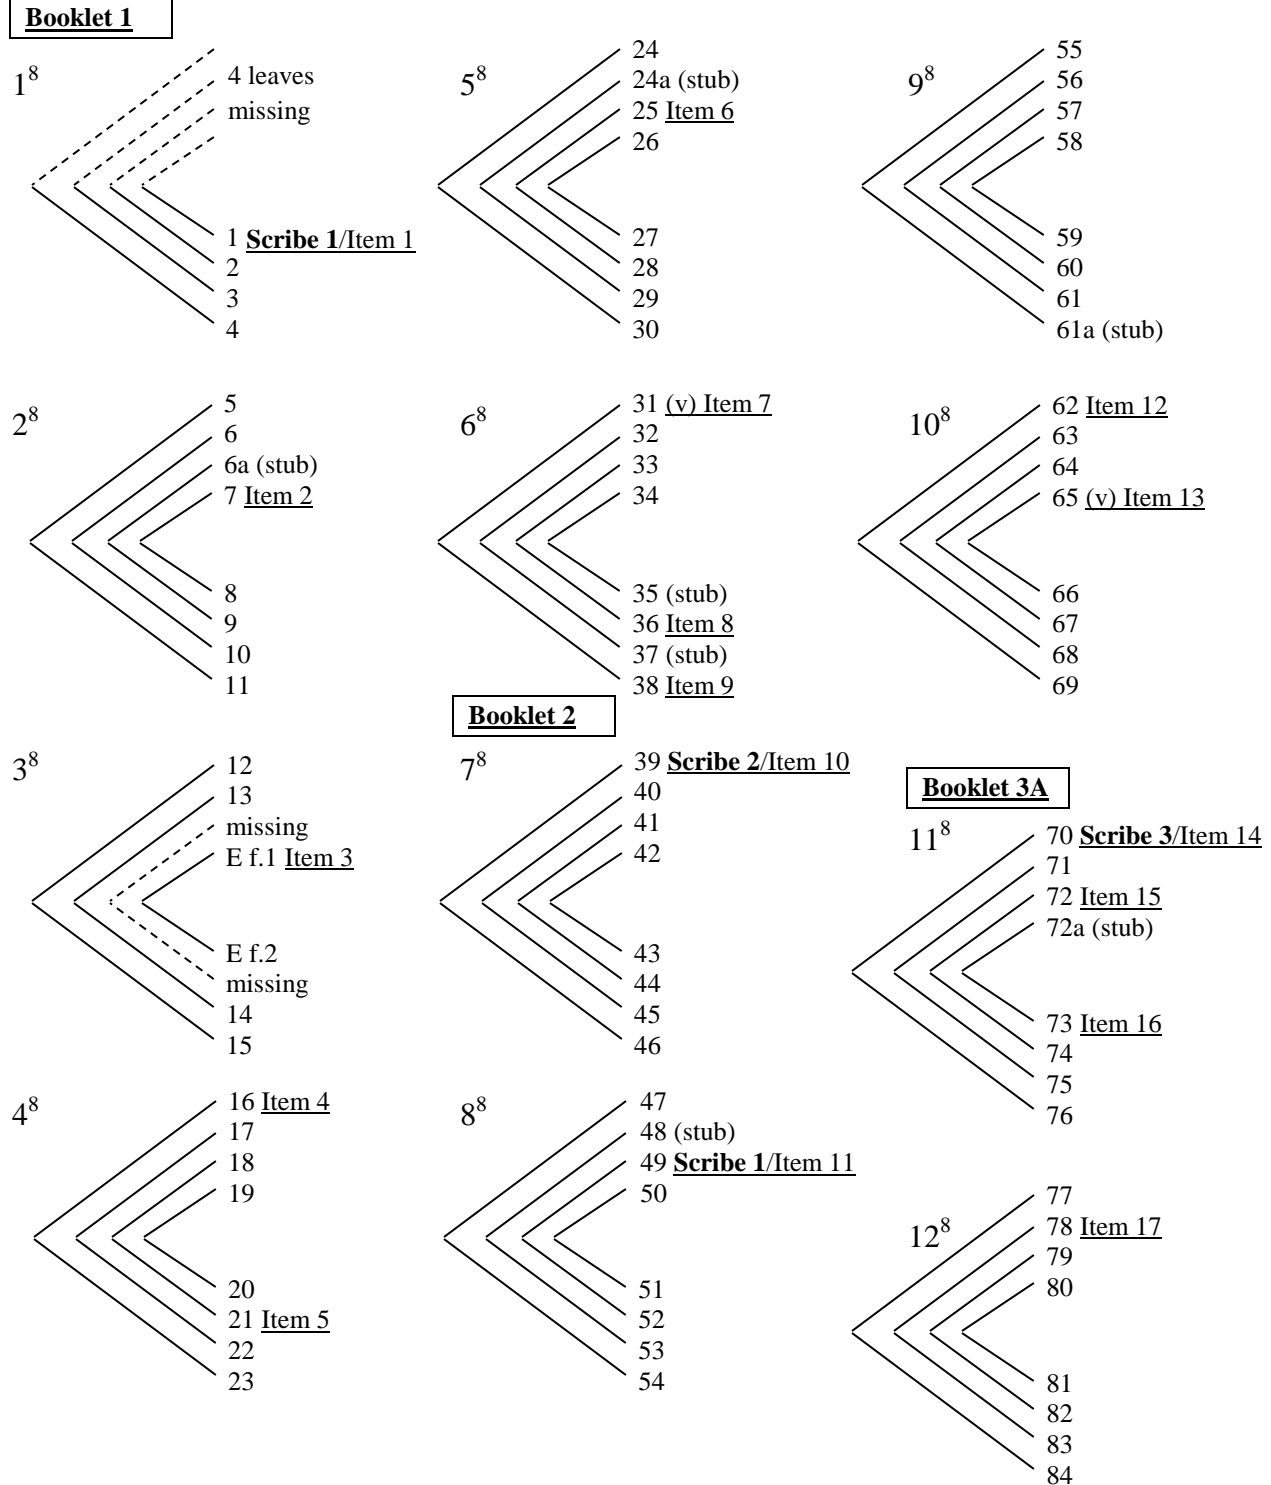 Booklet 1
1⁸
4 leaves
missing
1 Scribe 1/Item 1
2
3
4
2⁸
5
6
6a (stub)
7 Item 2
8
9
10
11
3⁸
12
13
missing
E f.1 Item 3
E f.2
missing
14
15
4⁸
16 Item 4
17
18
19
20
21 Item 5
22
23
5⁸
24
24a (stub)
25 Item 6
26
27
28
29
30
6⁸
31 (v) Item 7
32
33
34
35 (stub)
36 Item 8
37 (stub)
38 Item 9
Booklet 2
7⁸
39 Scribe 2/Item 10
40
41
42
43
44
45
46
8⁸
47
48 (stub)
49 Scribe 1/Item 11
50
51
52
53
54
9⁸
55
56
57
58
59
60
61
61a (stub)
10⁸
62 Item 12
63
64
65 (v) Item 13
66
67
68
69
Booklet 3A
11⁸
70 Scribe 3/Item 14
71
72 Item 15
72a (stub)
73 Item 16
74
75
76
12⁸
77
78 Item 17
79
80
81
82
83
84